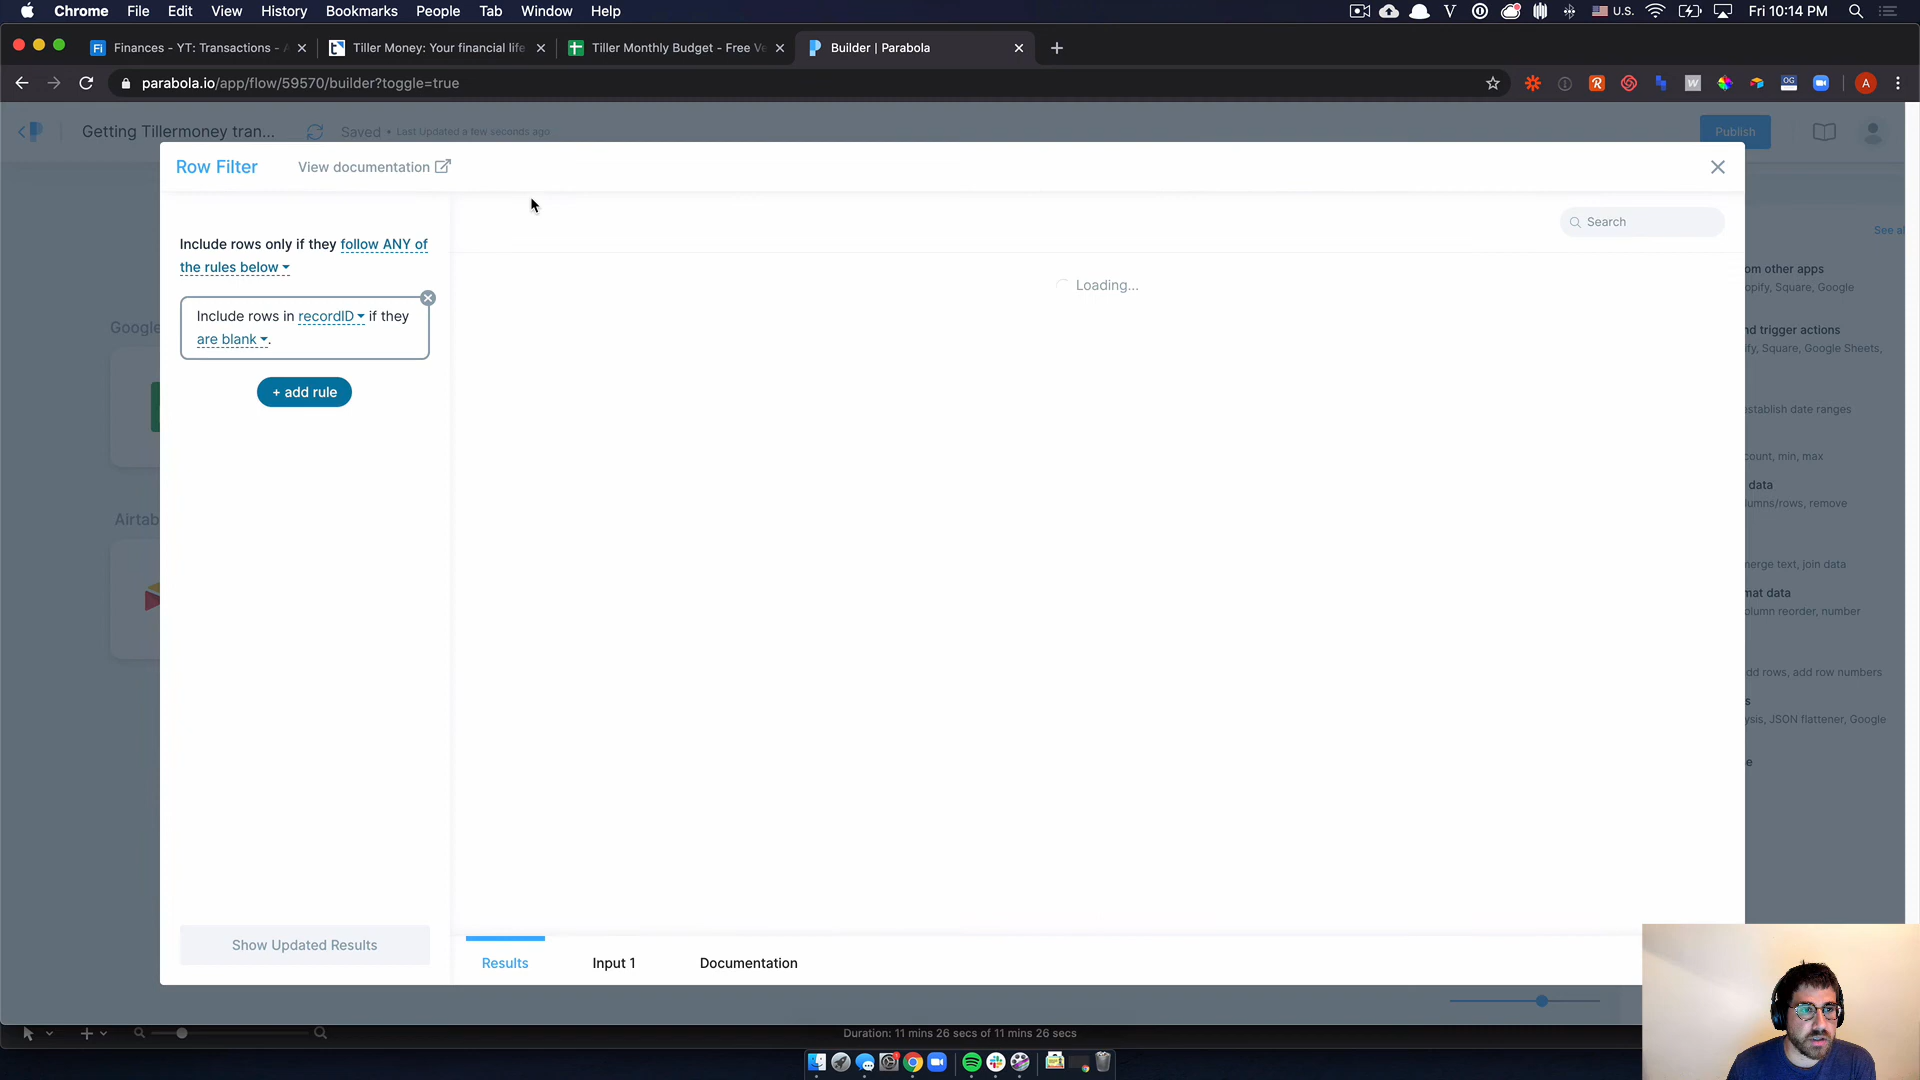 Chrome File Edit View History Bookmarks People Tab Window Help
U.S. Fri 10:14 PM
Finances - YT: Transactions - A
Tiller Money: Your financial life
Tiller Monthly Budget - Free Ve
Builder | Parabola
parabola.io/app/flow/59570/builder?toggle=true
Getting Tillermoney tran...
Saved • Last Updated a few seconds ago
Publish
Row Filter
View documentation
Search
Include rows only if they follow ANY of
the rules below
Include rows in recordID if they
are blank.
+ add rule
Loading...
See al
om other apps
opify, Square, Google
nd trigger actions
ify, Square, Google Sheets,
establish date ranges
count, min, max
data
lumns/rows, remove
nerge text, join data
mat data
olumn reorder, number
dd rows, add row numbers
s
ysis, JSON flattener, Google
e
Google
Airtab
Show Updated Results
Results
Input 1
Documentation
Duration: 11 mins 26 secs of 11 mins 26 secs